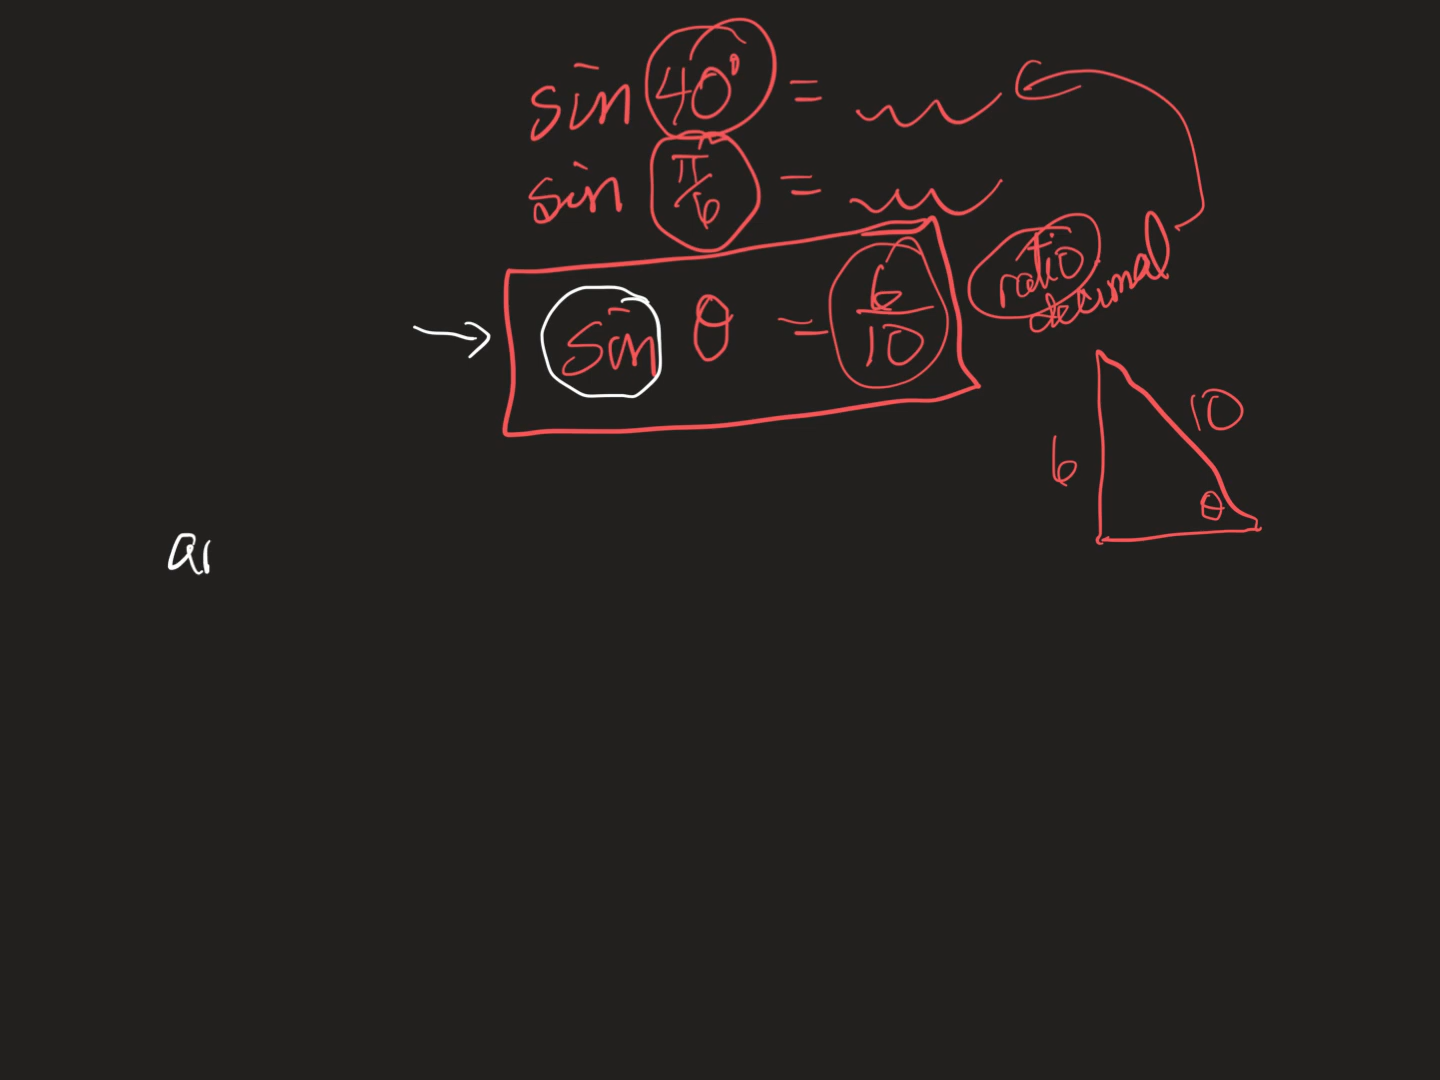 sin 40° =
sin π/6 =
sin θ = 6/10
ratio
decimal
10
6
θ
ar